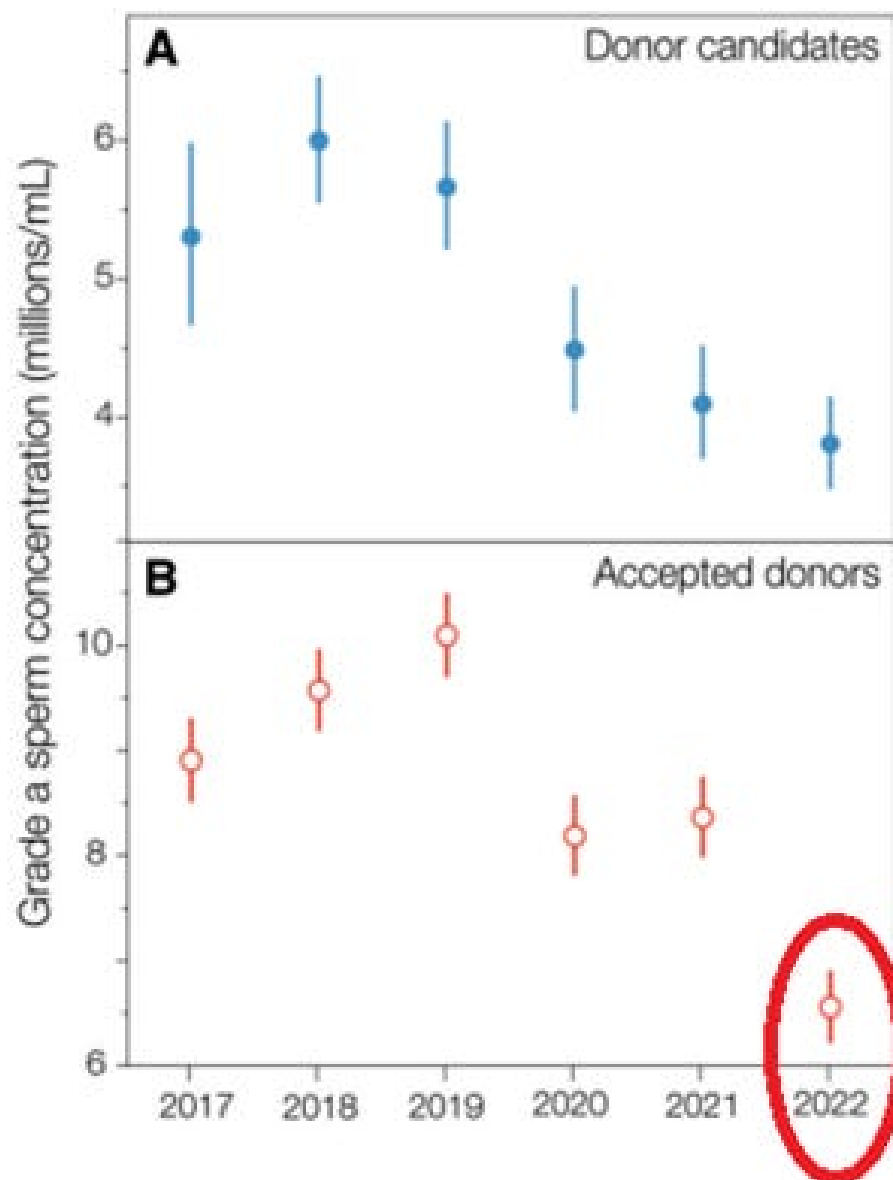 A
Donor candidates
Grade a sperm concentration (millions/mL)
6
5
4
B
Accepted donors
10
8
6
2017 2018 2019 2020 2021 2022